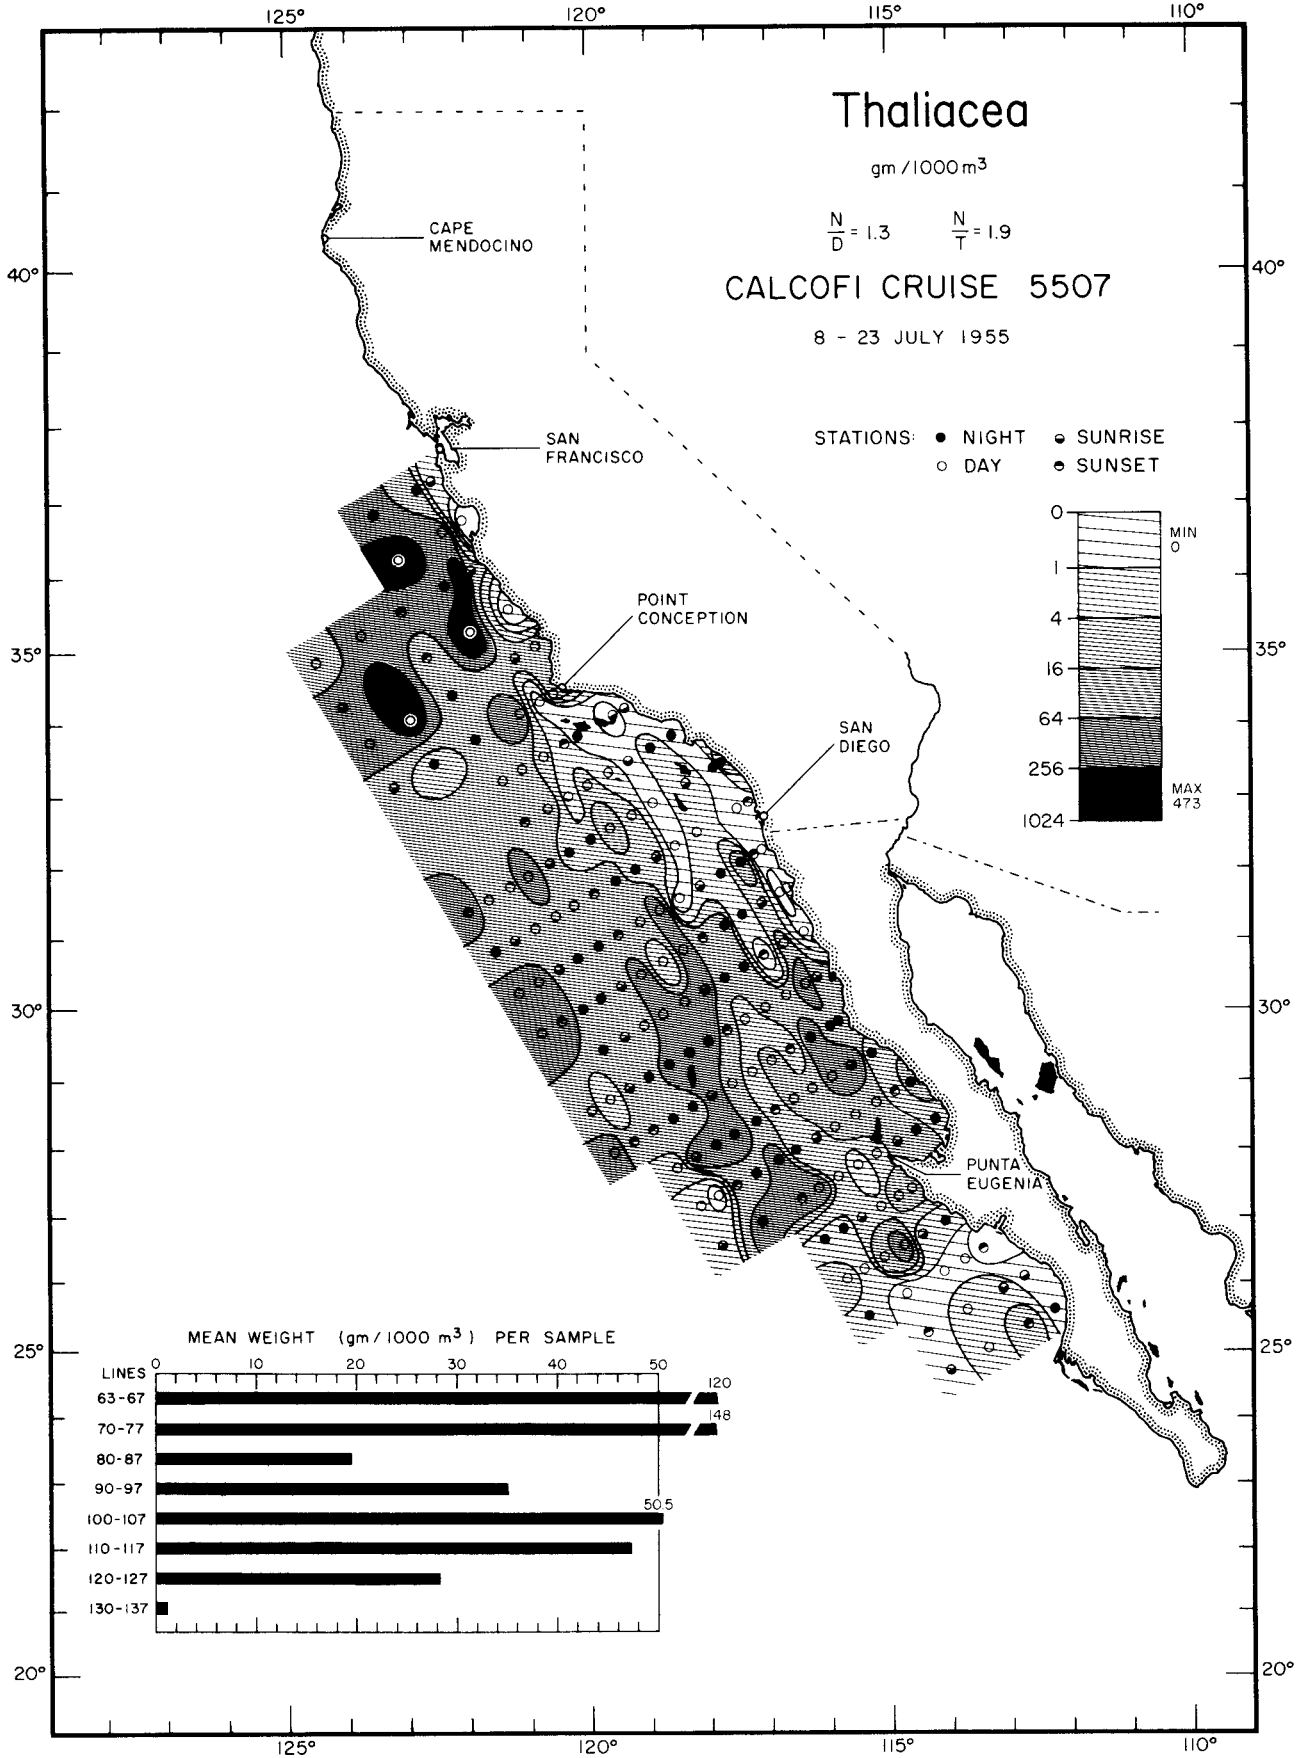 125° 120° 115° 110°
Thaliacea
gm/1000m³
N/D = 1.3 N/T = 1.9
CALCOFI CRUISE 5507
8 - 23 JULY 1955
CAPE
MENDOCINO
40° 40°
SAN
FRANCISCO
STATIONS: ● NIGHT SUNRISE
○ DAY SUNSET
0
MIN
0
1
4
16
64
256
MAX
473
1024
POINT
CONCEPTION
35° 35°
SAN
DIEGO
30° 30°
PUNTA
EUGENIA
25° 25°
MEAN WEIGHT (gm/1000 m³) PER SAMPLE
LINES 0 10 20 30 40 50
63-67 120
70-77 148
80-87
90-97
100-107 50.5
110-117
120-127
130-137
20° 20°
125° 120° 115° 110°